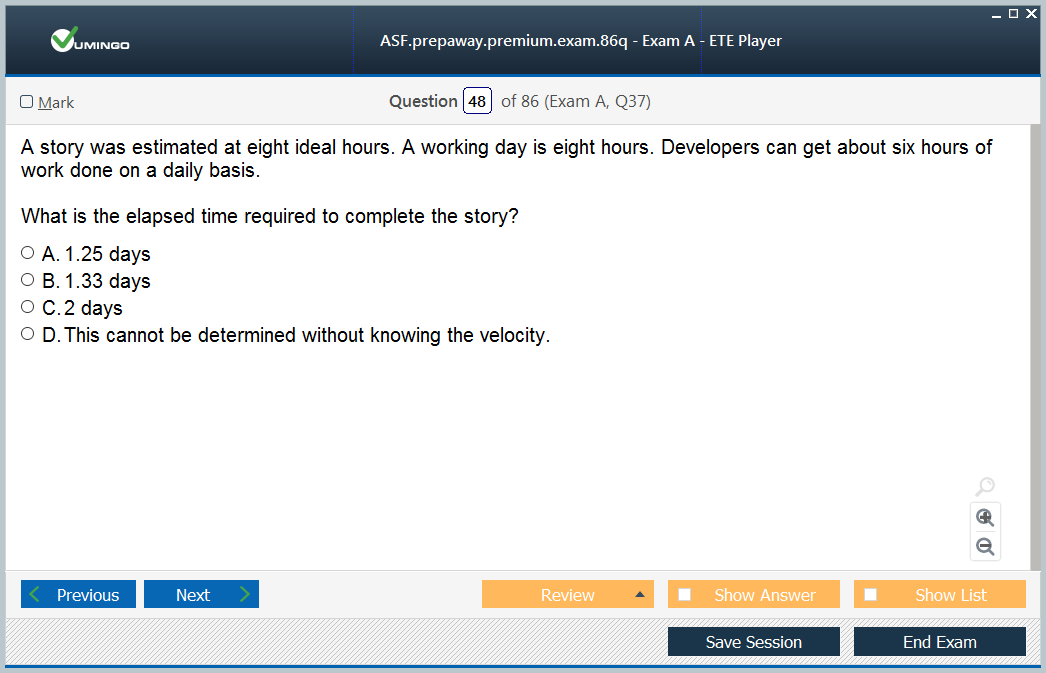 VUMINGO
ASF.prepaway.premium.exam.86q - Exam A - ETE Player
Mark
Question 48 of 86 (Exam A, Q37)
A story was estimated at eight ideal hours. A working day is eight hours. Developers can get about six hours of
work done on a daily basis.
What is the elapsed time required to complete the story?
A. 1.25 days
B. 1.33 days
C. 2 days
D. This cannot be determined without knowing the velocity.
Previous
Next
Review
Show Answer
Show List
Save Session
End Exam